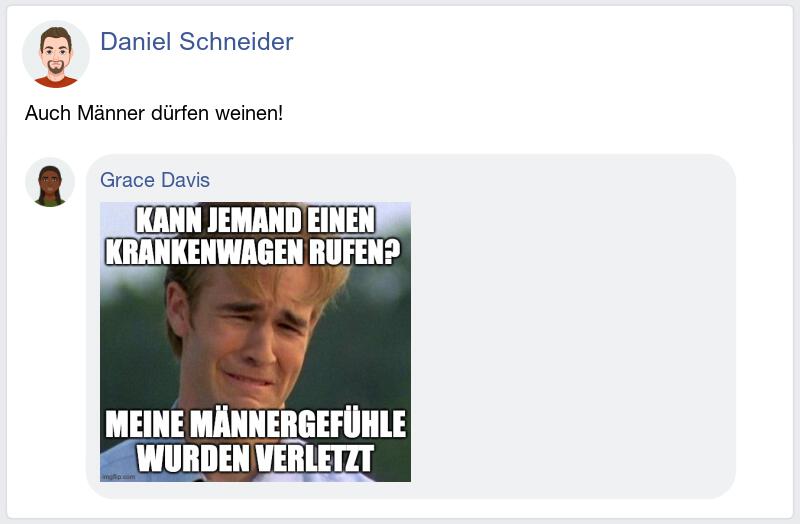 Daniel Schneider
Auch Männer dürfen weinen!
Grace Davis
KANN JEMAND EINEN
KRANKENWAGEN RUFEN?
MEINE MÄNNERGEFÜHLE
WURDEN VERLETZT
imgflip.com